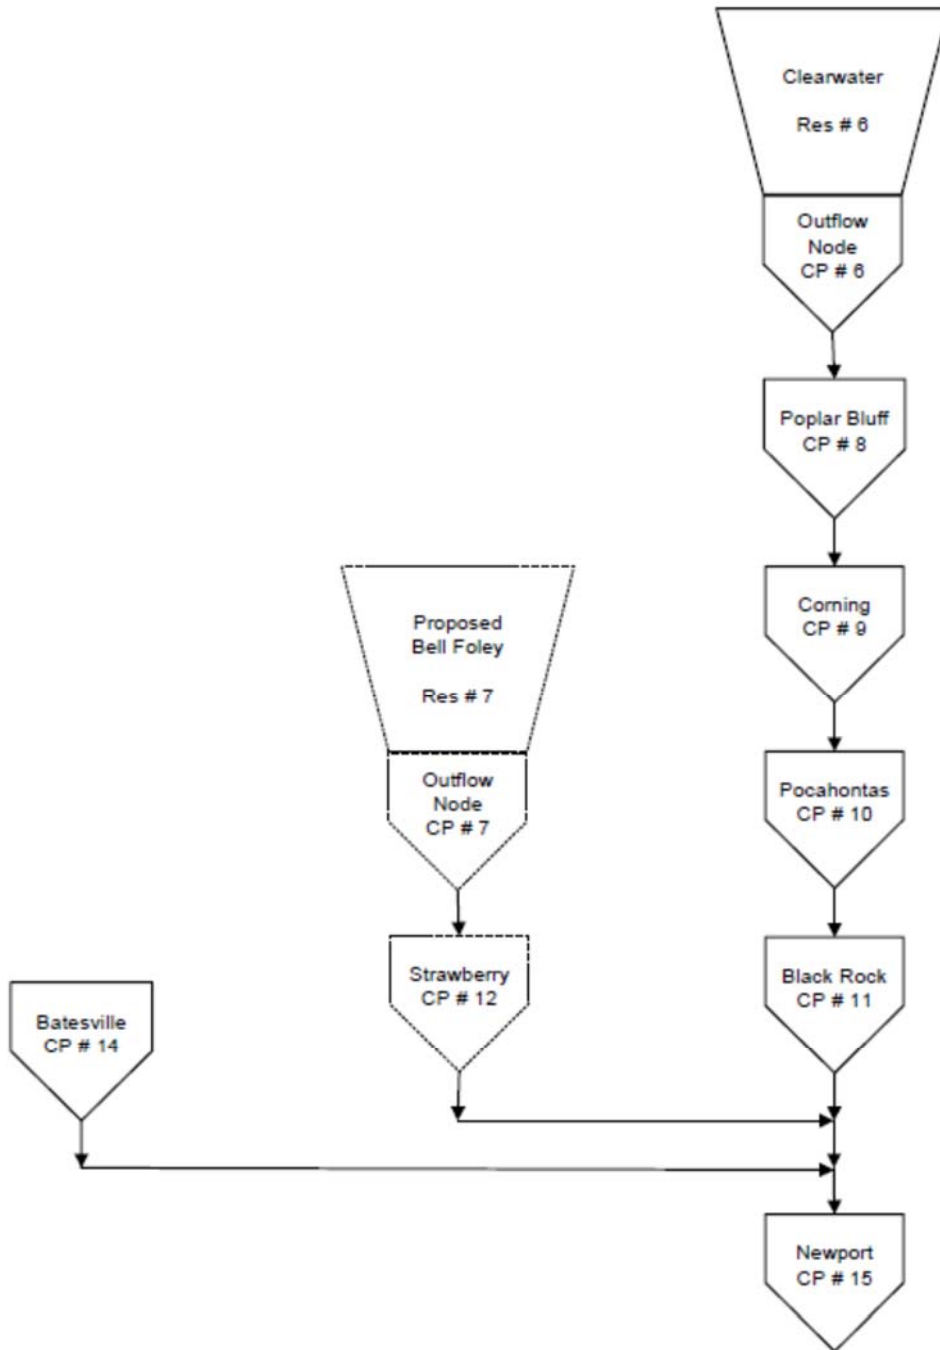 Clearwater
Res # 6
Outflow
Node
CP # 6
Poplar Bluff
CP # 8
Corning
CP # 9
Proposed
Bell Foley
Res # 7
Outflow
Node
CP # 7
Pocahontas
CP # 10
Strawberry
CP # 12
Black Rock
CP # 11
Batesville
CP # 14
Newport
CP # 15